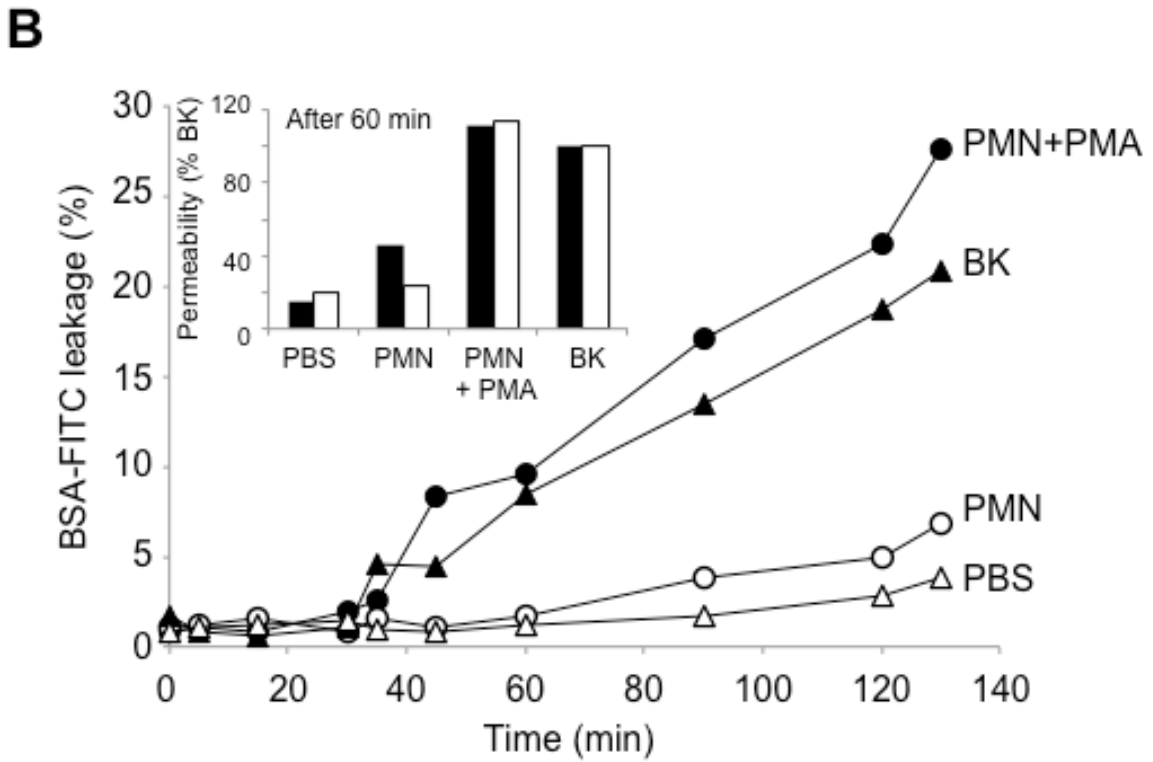 B
30
25
20
15
10
5
0
BSA-FITC leakage (%)
120
80
40
0
Permeability (% BK)
After 60 min
PBS
PMN
PMN
+ PMA
BK
PMN+PMA
BK
PMN
PBS
0 20 40 60 80 100 120 140
Time (min)